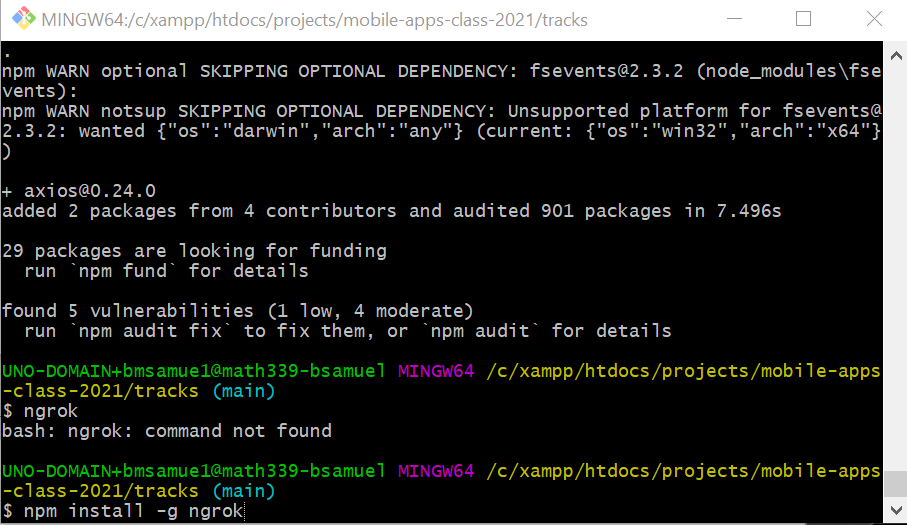 MINGW64:/c/xampp/htdocs/projects/mobile-apps-class-2021/tracks
.
npm WARN optional SKIPPING OPTIONAL DEPENDENCY: fsevents@2.3.2 (node_modules\fse
vents):
npm WARN notsup SKIPPING OPTIONAL DEPENDENCY: Unsupported platform for fsevents@
2.3.2: wanted {"os":"darwin","arch":"any"} (current: {"os":"win32","arch":"x64"}
)
+ axios@0.24.0
added 2 packages from 4 contributors and audited 901 packages in 7.496s
29 packages are looking for funding
  run `npm fund` for details
found 5 vulnerabilities (1 low, 4 moderate)
  run `npm audit fix` to fix them, or `npm audit` for details
UNO-DOMAIN+bmsamue1@math339-bsamuel MINGW64 /c/xampp/htdocs/projects/mobile-apps
-class-2021/tracks (main)
$ ngrok
bash: ngrok: command not found
UNO-DOMAIN+bmsamue1@math339-bsamuel MINGW64 /c/xampp/htdocs/projects/mobile-apps
-class-2021/tracks (main)
$ npm install -g ngrok